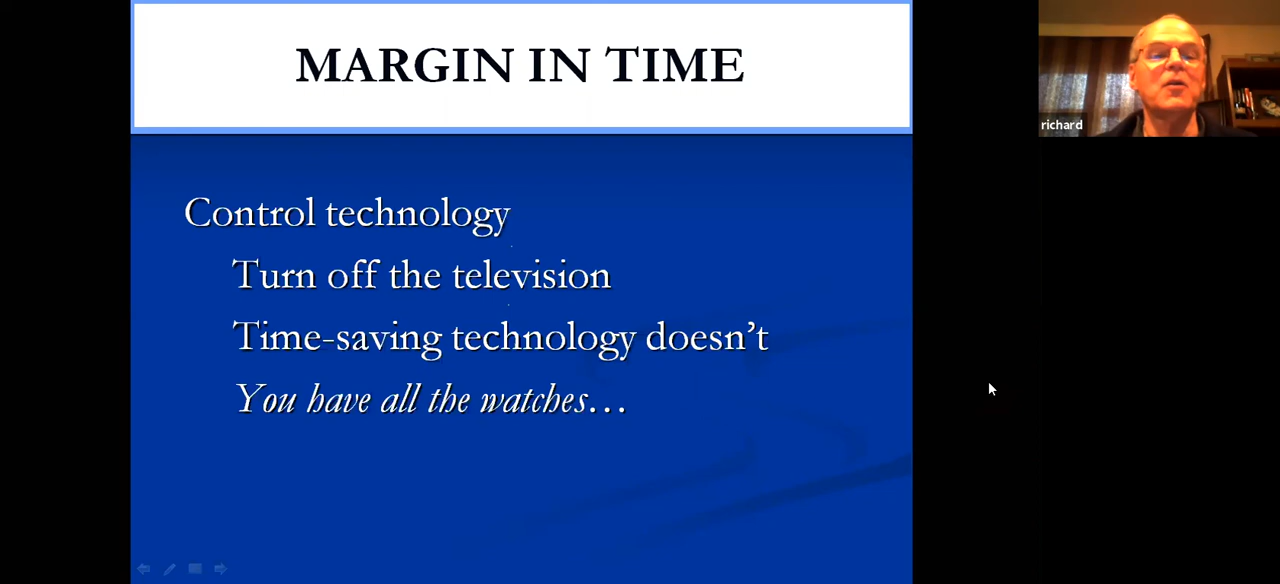 MARGIN IN TIME
Control technology
Turn off the television
Time-saving technology doesn’t
You have all the watches…
richard